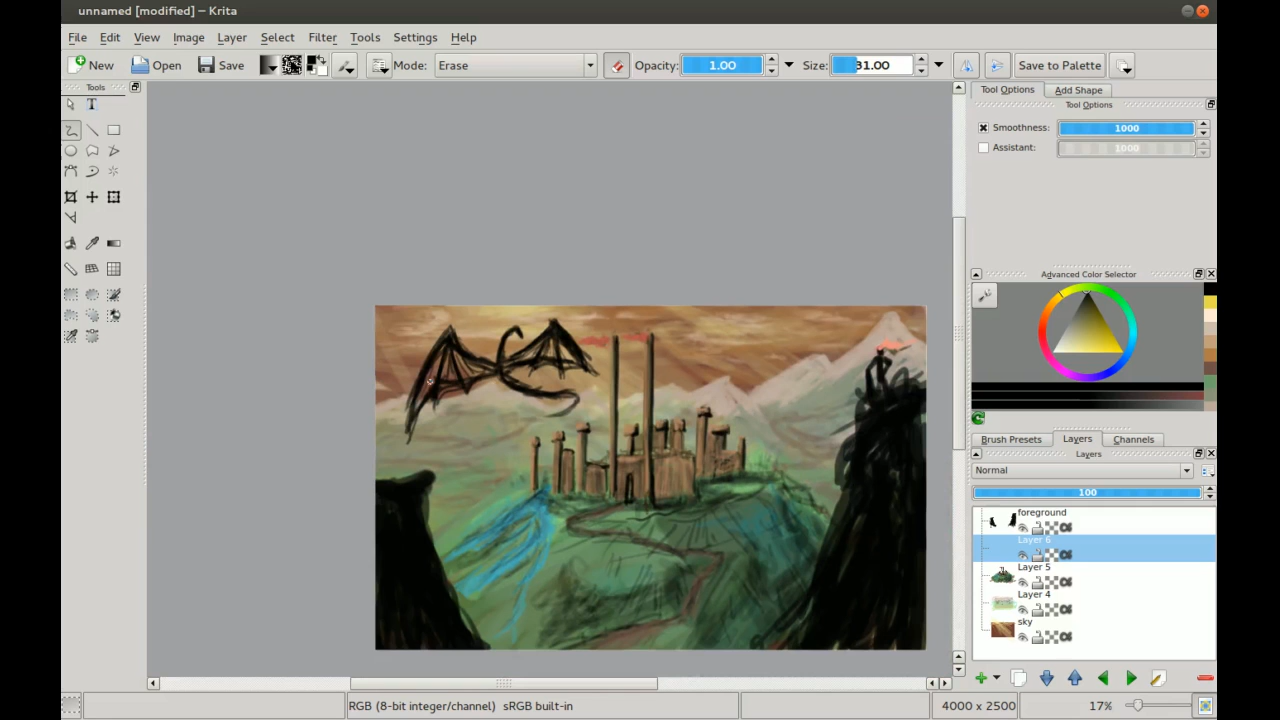 unnamed [modified] – Krita
File Edit View Image Layer Select Filter Tools Settings Help
New Open Save Mode: Erase Opacity: 1.00 Size: 31.00 Save to Palette
Tools
T
Tool Options Add Shape
Tool Options
Smoothness: 1000
Assistant: 1000
Advanced Color Selector
Brush Presets Layers Channels
Layers
Normal
100
foreground
Layer 6
Layer 5
Layer 4
sky
RGB (8-bit integer/channel) sRGB built-in 4000 x 2500 17%